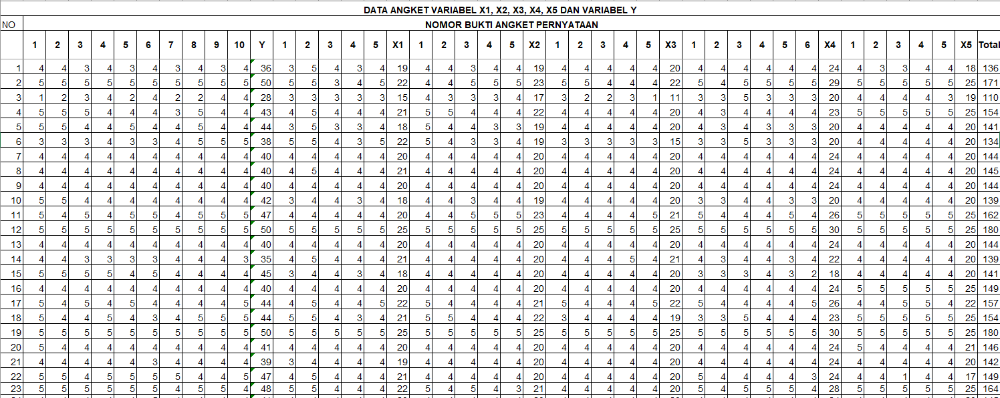 DATA ANGKET VARIABEL X1, X2, X3, X4, X5 DAN VARIABEL Y
NO NOMOR BUKTI ANGKET PERNYATAAN
1 2 3 4 5 6 7 8 9 10 Y 1 2 3 4 5 X1 1 2 3 4 5 X2 1 2 3 4 5 X3 1 2 3 4 5 6 X4 1 2 3 4 5 X5 Total
1 4 4 3 4 3 4 3 4 3 4 36 3 5 4 3 4 19 4 4 3 4 4 19 4 4 4 4 4 20 4 4 4 4 4 4 24 4 3 3 4 4 18 136
2 5 5 5 5 5 5 5 5 5 5 50 5 5 3 4 5 22 4 4 5 5 5 23 5 5 4 4 4 22 5 4 5 5 5 5 29 5 5 5 5 5 25 171
3 1 2 3 4 2 4 2 2 4 4 28 3 3 3 3 3 15 4 3 3 3 4 17 3 2 2 3 1 11 3 3 5 3 3 3 20 4 4 4 4 3 19 110
4 5 5 5 4 4 4 3 5 4 4 43 4 5 4 4 4 21 5 5 4 4 4 22 4 4 4 4 4 20 4 3 4 4 4 4 23 5 5 5 5 5 25 154
5 5 5 4 4 5 4 4 5 4 4 44 3 5 3 3 4 18 5 4 4 3 3 19 4 4 4 4 4 20 4 3 4 3 3 3 20 4 4 4 4 4 20 141
6 3 3 3 4 3 3 4 5 5 5 38 5 5 4 3 5 22 5 4 3 3 4 19 3 3 3 3 3 15 3 3 5 3 3 3 20 4 4 4 4 4 20 134
7 4 4 4 4 4 4 4 4 4 4 40 4 4 4 4 4 20 4 4 4 4 4 20 4 4 4 4 4 20 4 4 4 4 4 4 24 4 4 4 4 4 20 144
8 4 4 4 4 4 4 4 4 4 4 40 4 5 4 4 4 21 4 4 4 4 4 20 4 4 4 4 4 20 4 4 4 4 4 4 24 4 4 4 4 4 20 145
9 4 4 4 4 4 4 4 4 4 4 40 4 4 4 4 4 20 4 4 4 4 4 20 4 4 4 4 4 20 4 4 4 4 4 4 24 4 4 4 4 4 20 144
10 5 5 4 4 4 4 4 4 4 4 42 3 4 4 3 4 18 4 4 3 4 4 19 4 4 4 4 4 20 3 3 4 4 3 3 20 4 4 4 4 4 20 139
11 5 4 5 4 5 5 4 5 5 5 47 4 4 4 4 4 20 4 4 5 5 5 23 4 4 4 4 5 21 5 4 4 4 5 4 26 5 5 5 5 5 25 162
12 5 5 5 5 5 5 5 5 5 5 50 5 5 5 5 5 25 5 5 5 5 5 25 5 5 5 5 5 25 5 5 5 5 5 5 30 5 5 5 5 5 25 180
13 4 4 4 4 4 4 4 4 4 4 40 4 4 4 4 4 20 4 4 4 4 4 20 4 4 4 4 4 20 4 4 4 4 4 4 24 4 4 4 4 4 20 144
14 4 4 3 3 3 3 4 4 4 3 35 4 5 4 4 4 21 4 4 4 4 4 20 4 4 4 5 4 21 4 3 4 4 3 4 22 4 4 4 4 4 20 139
15 5 5 5 5 4 5 4 4 4 4 45 3 4 4 3 4 18 4 4 4 4 4 20 4 4 4 4 4 20 3 3 3 4 3 2 18 4 4 4 4 4 20 141
16 4 4 4 4 4 4 4 4 4 4 40 4 4 4 4 4 20 4 4 4 4 4 20 4 4 4 4 4 20 4 4 4 4 4 4 24 5 5 5 5 5 25 149
17 5 4 5 4 5 4 4 4 4 5 44 4 5 4 4 5 22 5 4 4 4 4 21 5 4 4 4 5 22 5 4 4 4 4 5 26 4 4 5 5 4 22 157
18 5 4 4 5 4 3 4 5 5 5 44 5 5 4 3 4 21 5 5 4 4 4 22 3 4 4 4 4 19 3 3 5 4 4 4 23 5 5 5 5 5 25 154
19 5 5 5 5 5 5 5 5 5 5 50 5 5 5 5 5 25 5 5 5 5 5 25 5 5 5 5 5 25 5 5 5 5 5 5 30 5 5 5 5 5 25 180
20 5 4 4 4 4 4 4 4 4 4 41 4 4 4 4 4 20 4 4 4 4 4 20 4 4 4 4 4 20 4 4 4 4 4 4 24 5 4 4 4 4 21 146
21 4 4 4 4 4 3 4 4 4 4 39 3 4 4 4 4 19 4 4 4 4 4 20 4 4 4 4 4 20 4 4 4 4 4 4 24 4 4 4 4 4 20 142
22 5 5 4 5 5 5 5 4 4 5 47 4 5 4 4 4 21 4 4 4 4 4 20 4 4 4 4 4 20 5 4 4 4 4 3 24 4 4 1 4 4 17 149
23 5 5 5 5 5 5 4 5 5 4 48 5 5 4 4 4 22 5 4 5 4 3 21 4 4 4 4 4 20 5 4 5 5 5 4 28 5 5 5 5 5 25 164